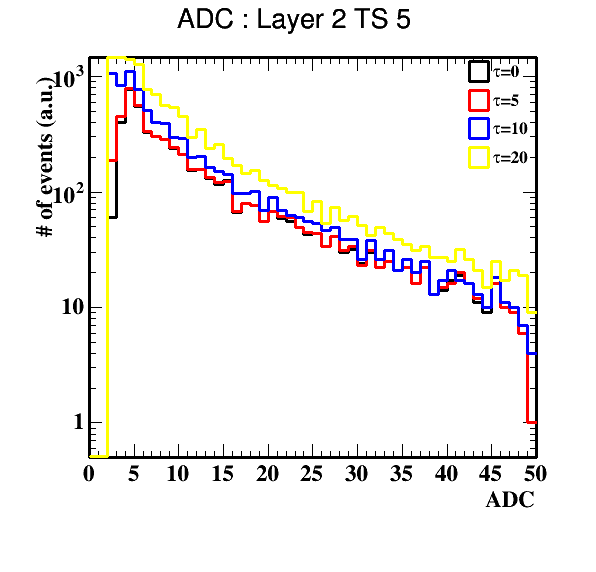 ADC : Layer 2 TS 5
# of events (a.u.)
10³
10²
10
1
τ=0
τ=5
τ=10
τ=20
0 5 10 15 20 25 30 35 40 45 50
ADC